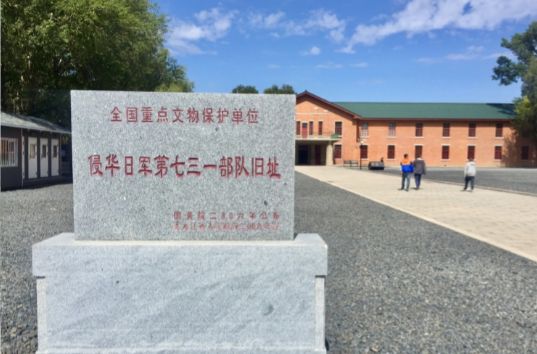 全国重点文物保护单位
侵华日军第七三一部队旧址
国务院二〇〇六年公布